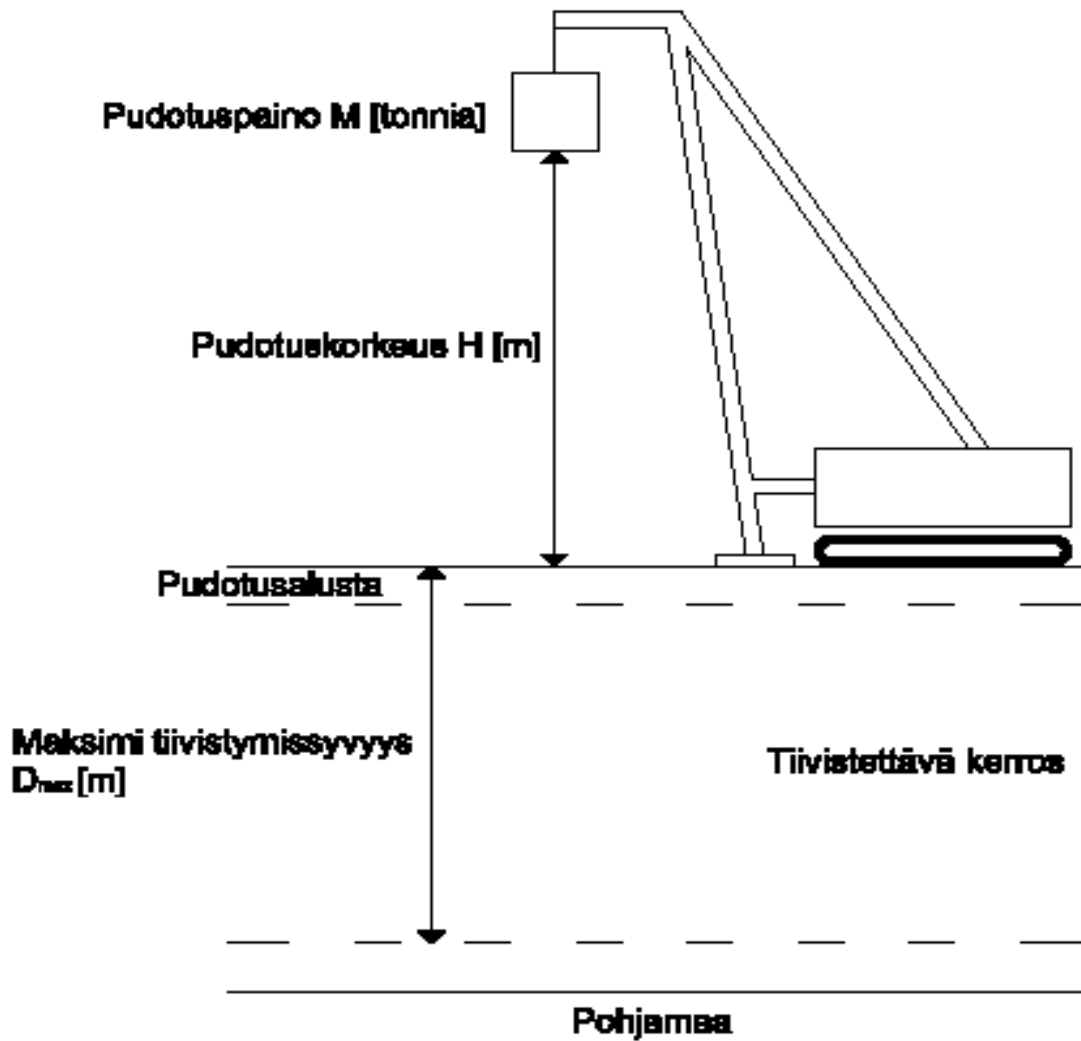 Pudotuspaino M [tonnia]
Pudotuskorkeus H [m]
Pudotusalusta
Maksimi tiivistymissyvyys
Dmax [m]
Tiivistettävä kerros
Pohjamaa